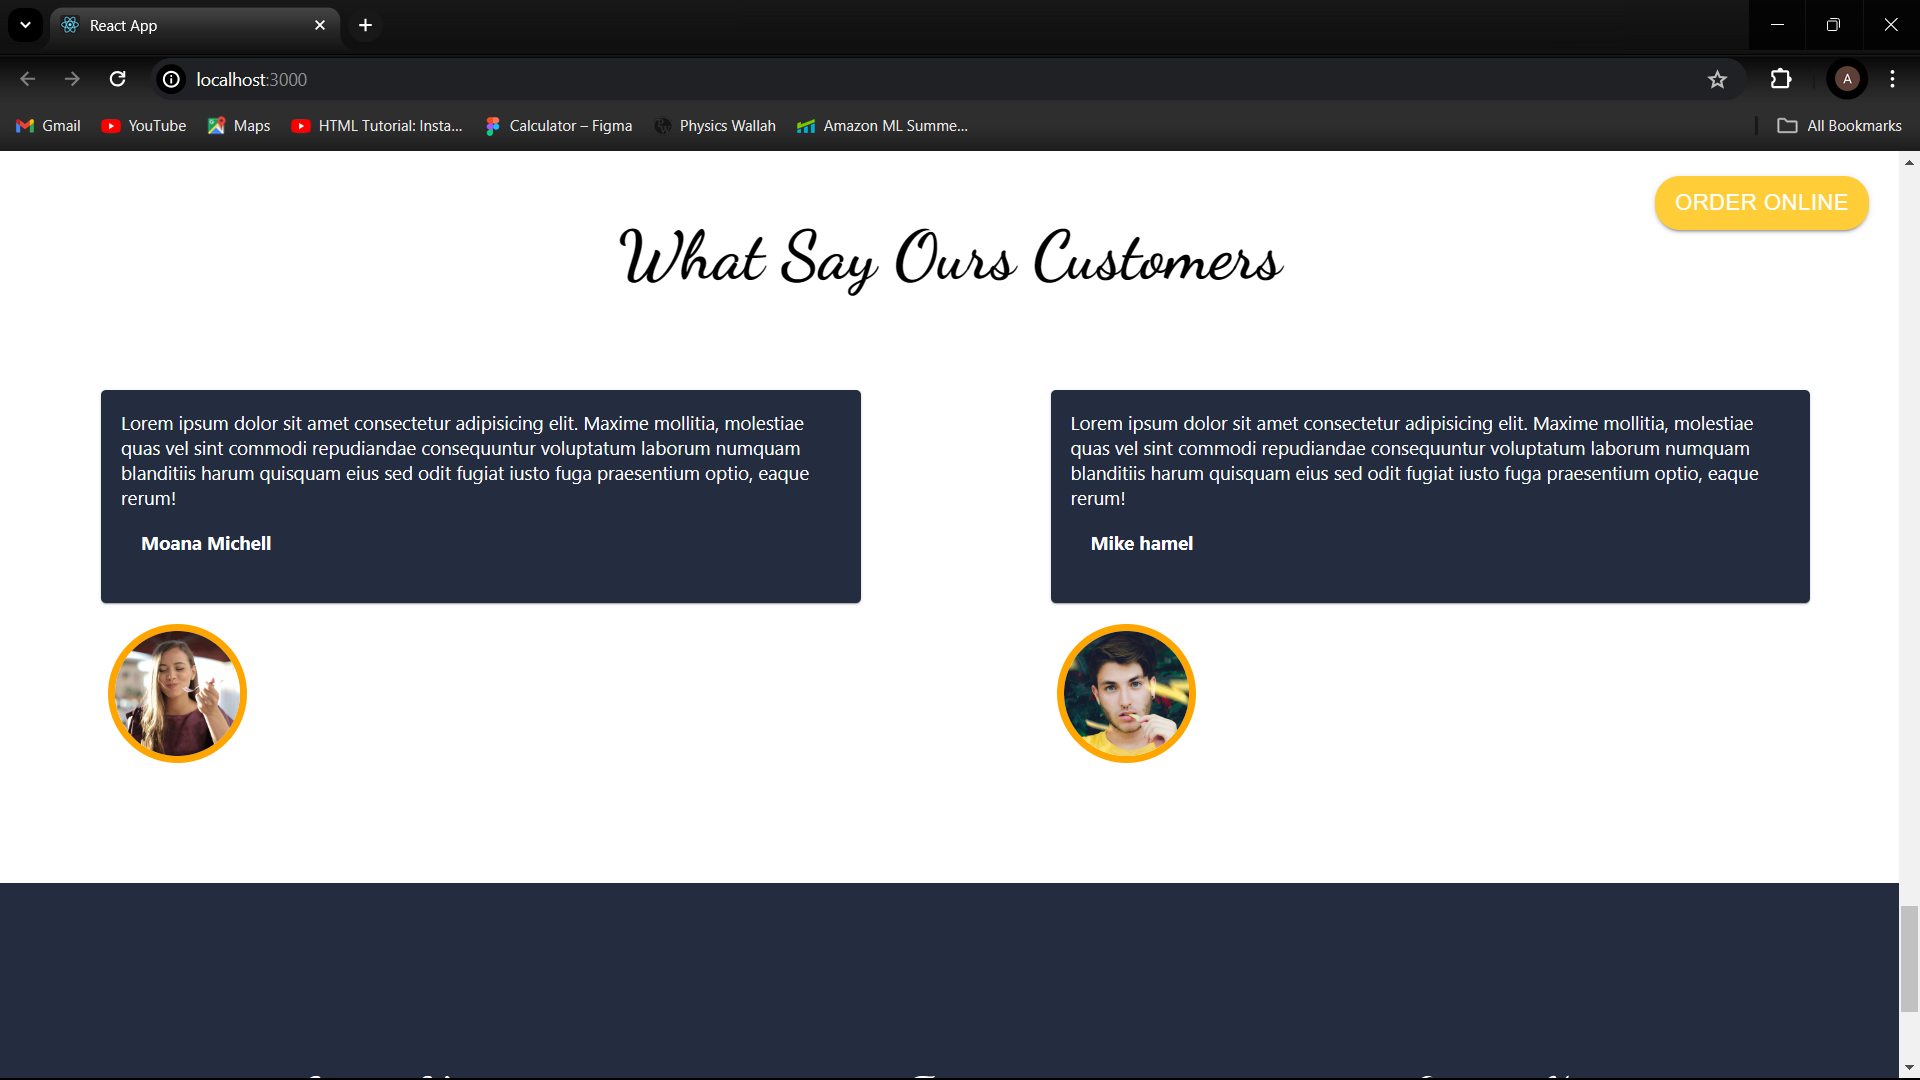 React App
localhost:3000
A
Gmail
YouTube
Maps
HTML Tutorial: Insta...
Calculator – Figma
Physics Wallah
Amazon ML Summe...
All Bookmarks
ORDER ONLINE
What Say Ours Customers
Lorem ipsum dolor sit amet consectetur adipisicing elit. Maxime mollitia, molestiae
quas vel sint commodi repudiandae consequuntur voluptatum laborum numquam
blanditiis harum quisquam eius sed odit fugiat iusto fuga praesentium optio, eaque
rerum!
Moana Michell
Lorem ipsum dolor sit amet consectetur adipisicing elit. Maxime mollitia, molestiae
quas vel sint commodi repudiandae consequuntur voluptatum laborum numquam
blanditiis harum quisquam eius sed odit fugiat iusto fuga praesentium optio, eaque
rerum!
Mike hamel